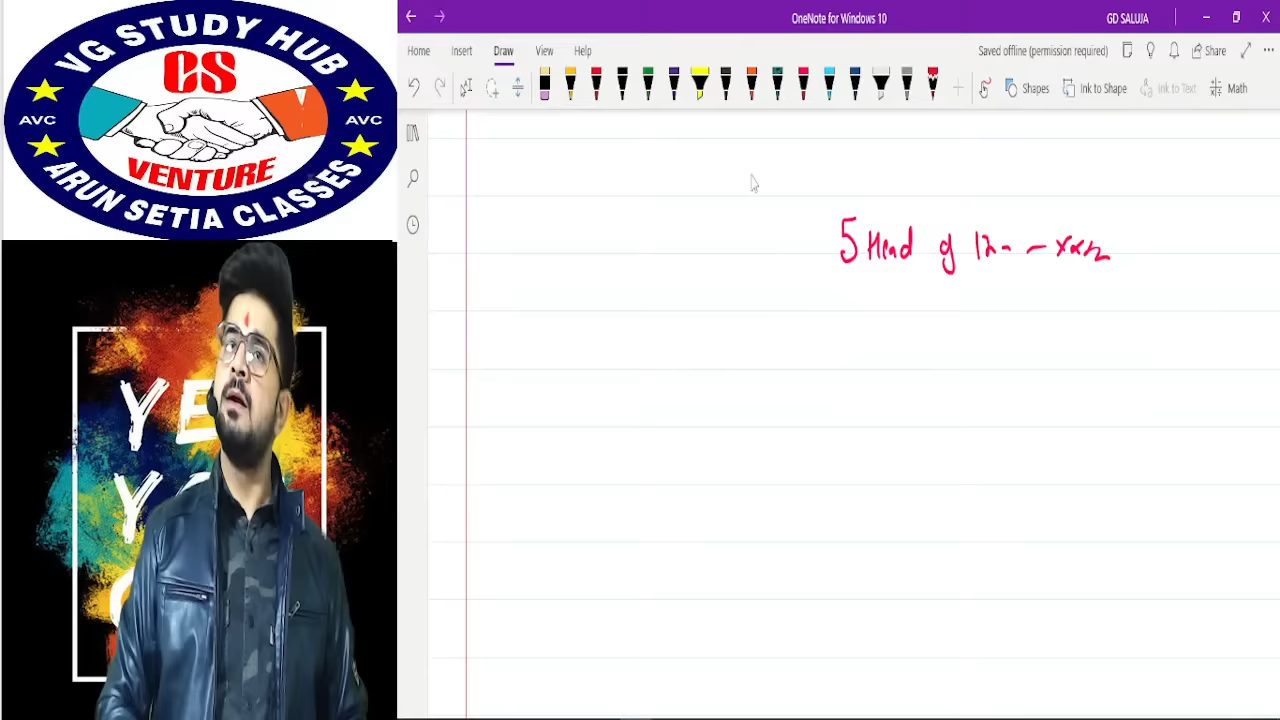 VG STUDY HUB
CS
AVC
AVC
VENTURE
ARUN SETIA CLASSES
YE
Y
OneNote for Windows 10
GD SALUJA
Home Insert Draw View Help
Saved offline (permission required)
Share
Shapes
Ink to Shape
Ink to Text
Math
5 Head of